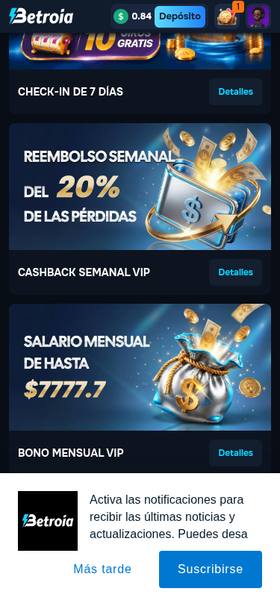 Betroia
$ 0.84 Depósito
1
10 GIROS
GRATIS
CHECK-IN DE 7 DÍAS
Detalles
REEMBOLSO SEMANAL
DEL 20%
DE LAS PÉRDIDAS
CASHBACK SEMANAL VIP
Detalles
SALARIO MENSUAL
DE HASTA
$7777.7
BONO MENSUAL VIP
Detalles
Betroia
Activa las notificaciones para
recibir las últimas noticias y
actualizaciones. Puedes desa
Más tarde
Suscribirse